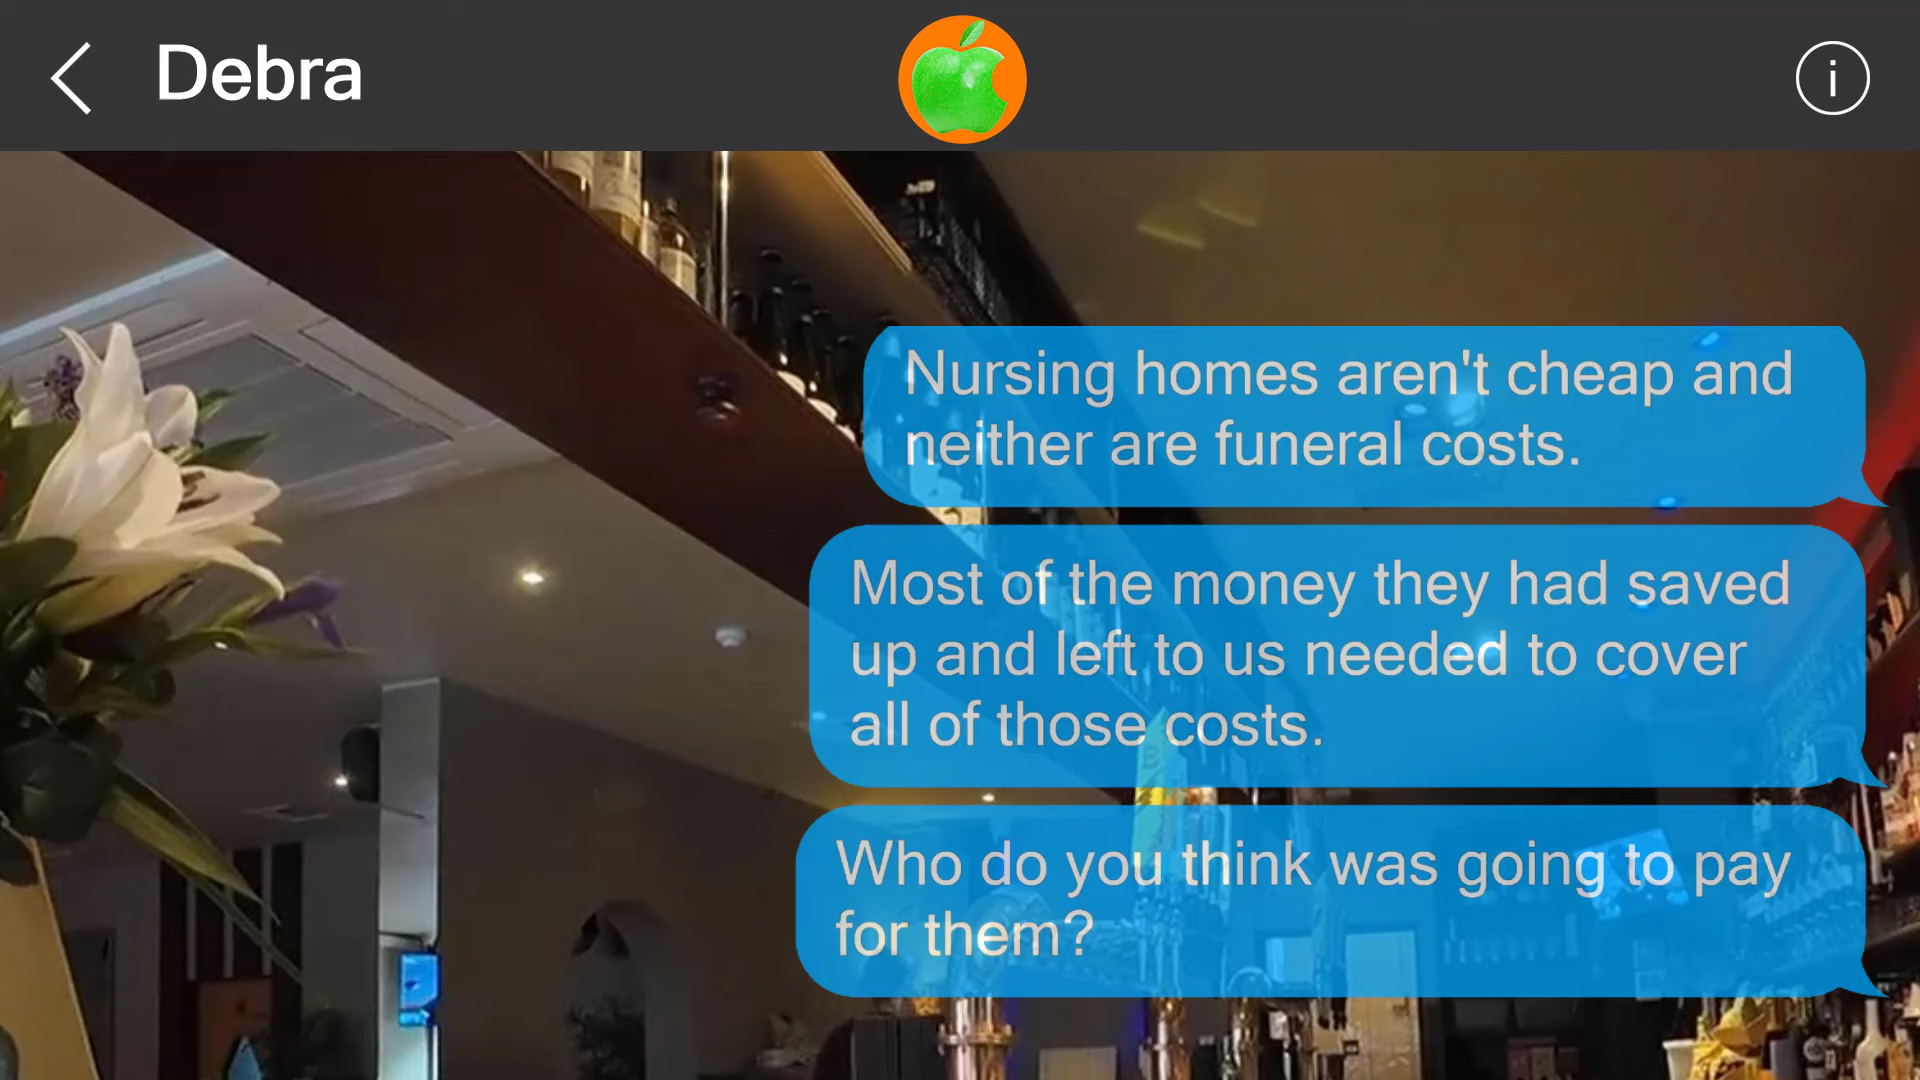 Debra
Nursing homes aren't cheap and
neither are funeral costs.
Most of the money they had saved
up and left to us needed to cover
all of those costs.
Who do you think was going to pay
for them?